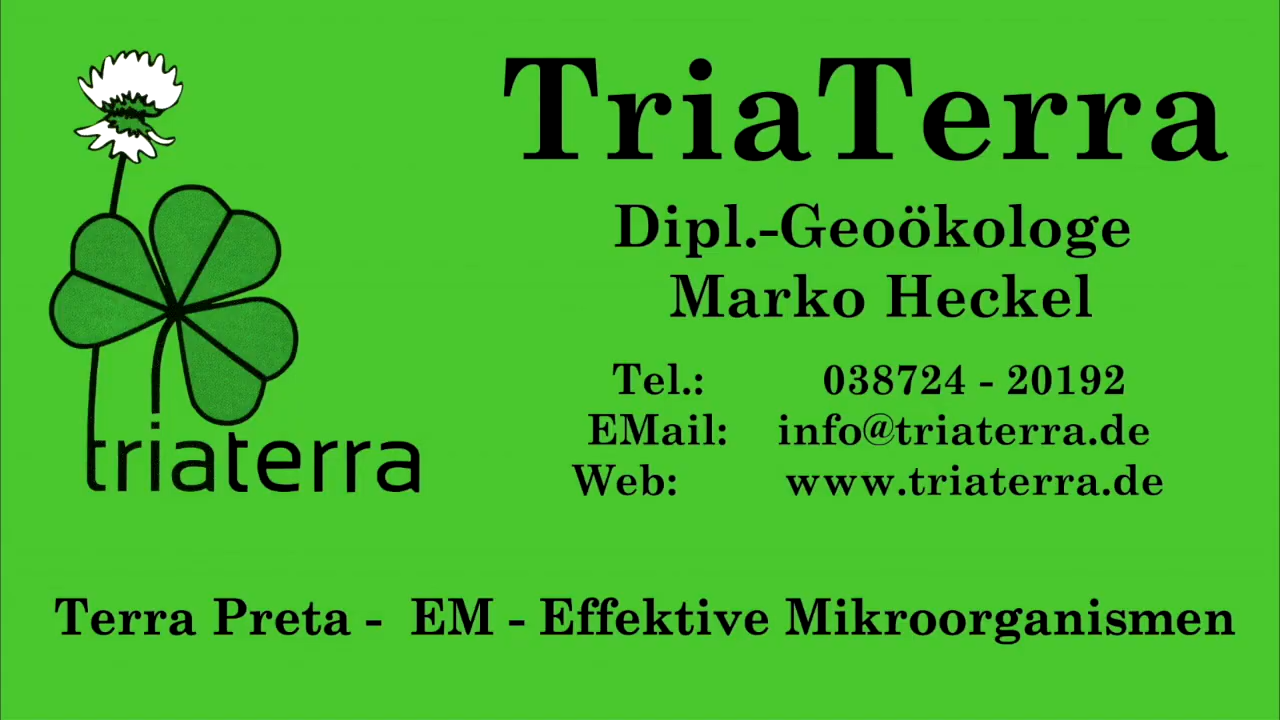 TriaTerra
Dipl.-Geoökologe
Marko Heckel
Tel.: 038724 - 20192
EMail: info@triaterra.de
Web: www.triaterra.de
triaterra
Terra Preta - EM - Effektive Mikroorganismen